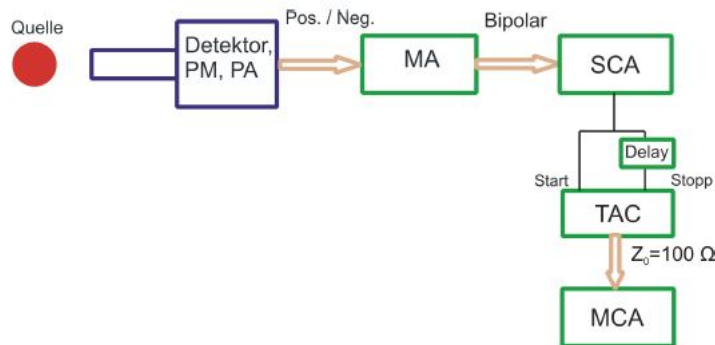 Quelle
Detektor,
PM, PA
Pos. / Neg.
MA
Bipolar
SCA
Delay
Start
Stopp
TAC
Z₀=100 Ω
MCA